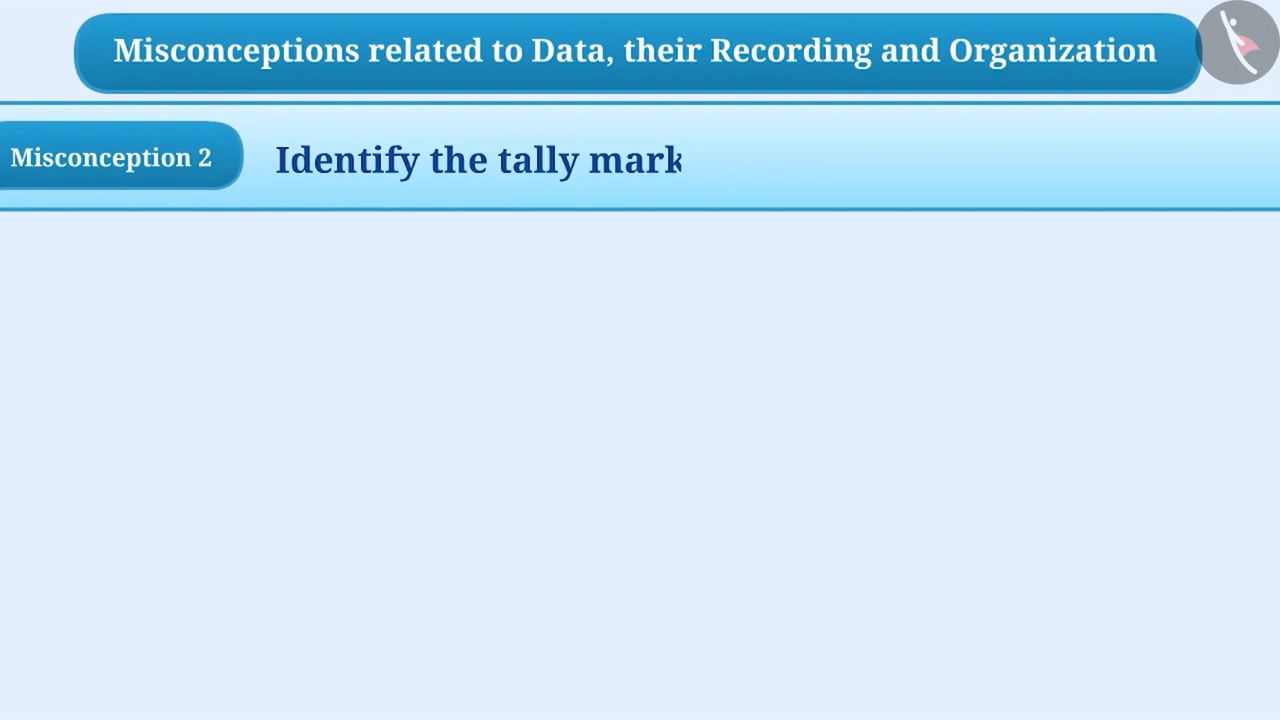 Misconceptions related to Data, their Recording and Organization
Misconception 2
Identify the tally mark